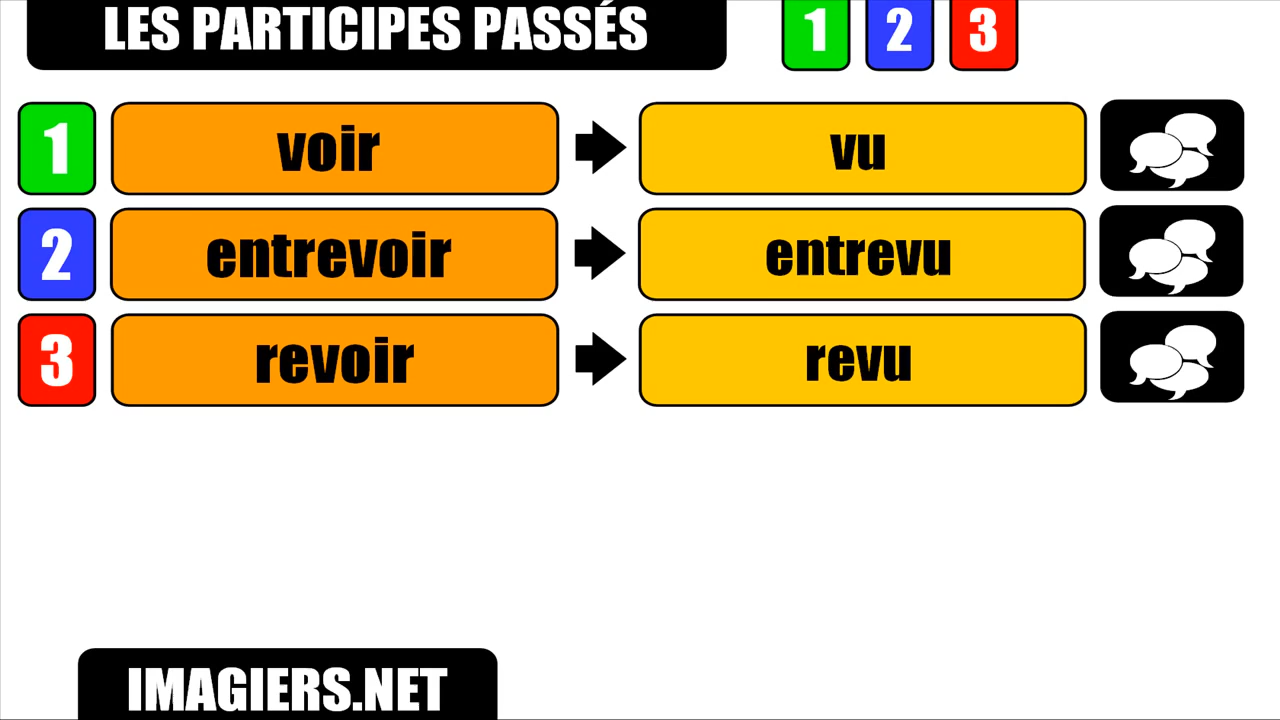 LES PARTICIPES PASSÉS 1 2 3
1 voir vu
2 entrevoir entrevu
3 revoir revu
IMAGIERS.NET